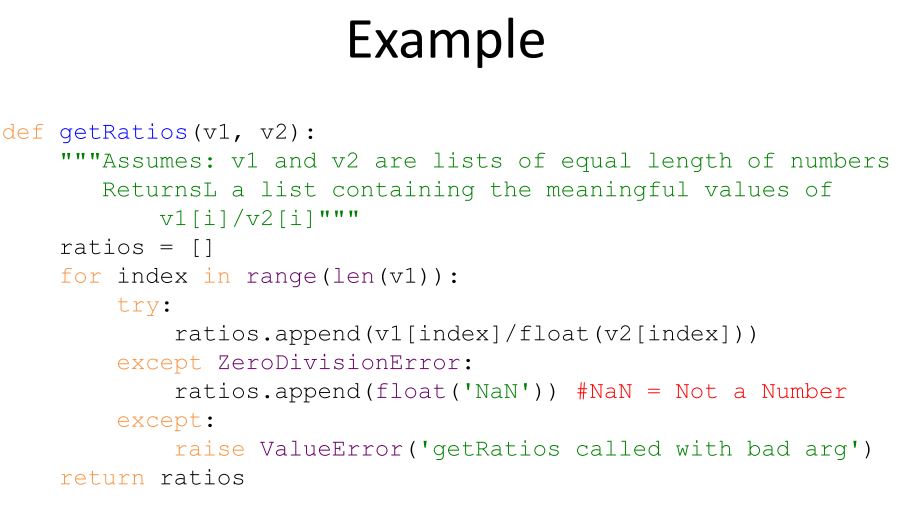 Example
def getRatios(v1, v2):
    """Assumes: v1 and v2 are lists of equal length of numbers
       ReturnsL a list containing the meaningful values of
           v1[i]/v2[i]"""
    ratios = []
    for index in range(len(v1)):
        try:
            ratios.append(v1[index]/float(v2[index]))
        except ZeroDivisionError:
            ratios.append(float('NaN')) #NaN = Not a Number
        except:
            raise ValueError('getRatios called with bad arg')
    return ratios